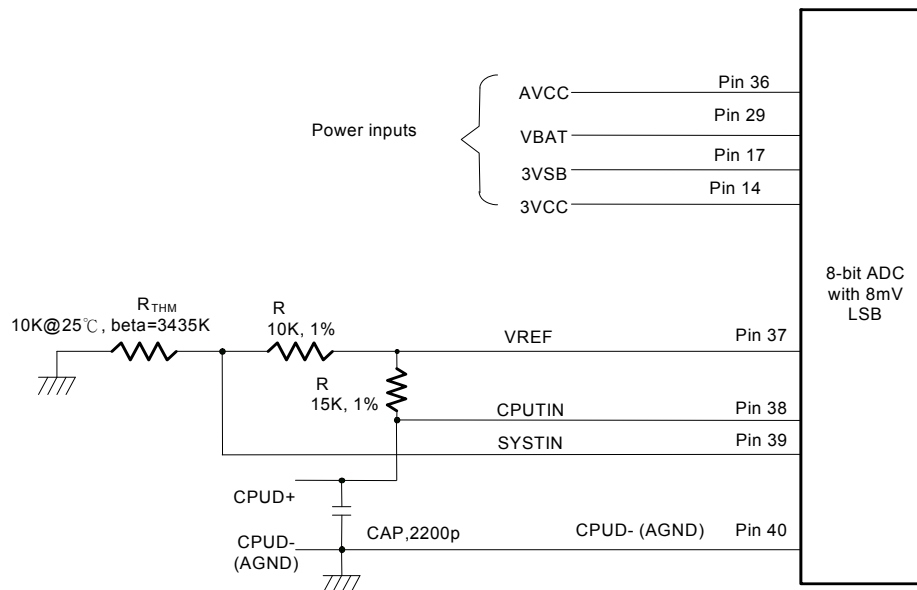 Power inputs
AVCC
Pin 36
VBAT
Pin 29
3VSB
Pin 17
3VCC
Pin 14
8-bit ADC
with 8mV
LSB
RTHM
10K@25℃, beta=3435K
R
10K, 1%
VREF
Pin 37
R
15K, 1%
CPUTIN
Pin 38
SYSTIN
Pin 39
CPUD+
CAP,2200p
CPUD-
(AGND)
CPUD- (AGND)
Pin 40